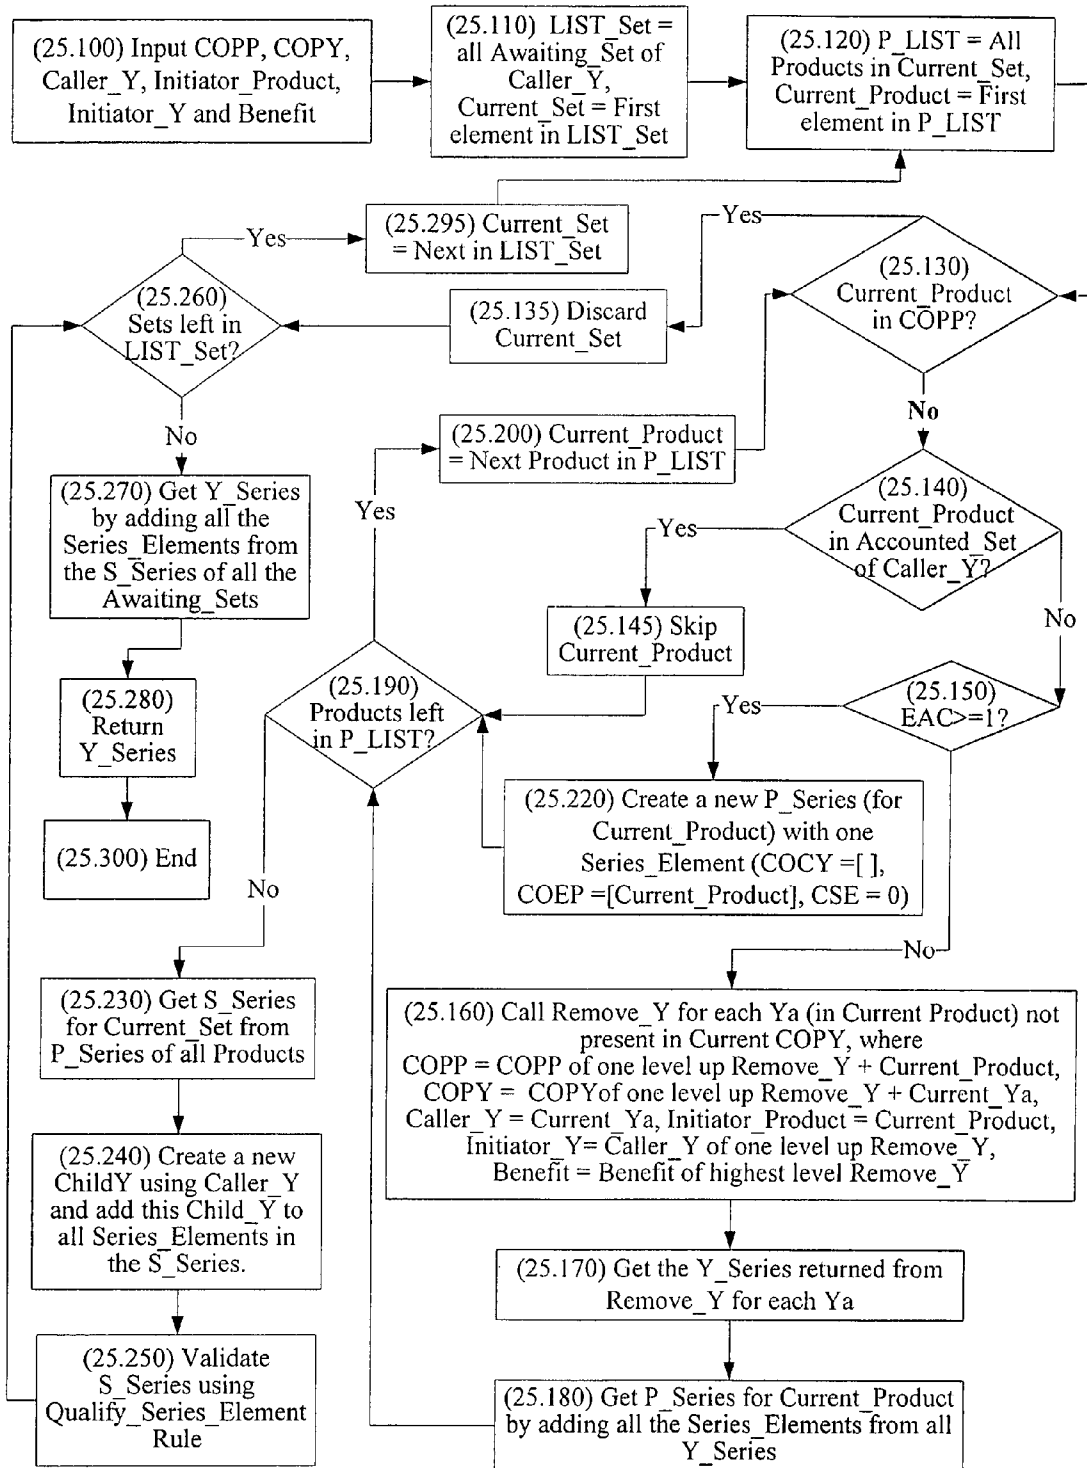 (25.100) Input COPP, COPY,
Caller_Y, Initiator_Product,
Initiator_Y and Benefit
(25.110) LIST_Set =
all Awaiting_Set of
Caller_Y,
Current_Set = First
element in LIST_Set
(25.120) P_LIST = All
Products in Current_Set,
Current_Product = First
element in P_LIST
Yes
(25.295) Current_Set
= Next in LIST_Set
Yes
(25.130)
Current_Product
in COPP?
(25.260)
Sets left in
LIST_Set?
(25.135) Discard
Current_Set
No
No
(25.200) Current_Product
= Next Product in P_LIST
(25.270) Get Y_Series
by adding all the
Series_Elements from
the S_Series of all the
Awaiting_Sets
Yes
Yes
(25.140)
Current_Product
in Accounted_Set
of Caller_Y?
No
(25.145) Skip
Current_Product
(25.280)
Return
Y_Series
(25.190)
Products left
in P_LIST?
Yes
(25.150)
EAC>=1?
(25.220) Create a new P_Series (for
Current_Product) with one
Series_Element (COCY =[ ],
COEP =[Current_Product], CSE = 0)
(25.300) End
No
No
(25.230) Get S_Series
for Current_Set from
P_Series of all Products
(25.160) Call Remove_Y for each Ya (in Current Product) not
present in Current COPY, where
COPP = COPP of one level up Remove_Y + Current_Product,
COPY = COPYof one level up Remove_Y + Current_Ya,
Caller_Y = Current_Ya, Initiator_Product = Current_Product,
Initiator_Y= Caller_Y of one level up Remove_Y,
Benefit = Benefit of highest level Remove_Y
(25.240) Create a new
ChildY using Caller_Y
and add this Child_Y to
all Series_Elements in
the S_Series.
(25.170) Get the Y_Series returned from
Remove_Y for each Ya
(25.250) Validate
S_Series using
Qualify_Series_Element
Rule
(25.180) Get P_Series for Current_Product
by adding all the Series_Elements from all
Y_Series